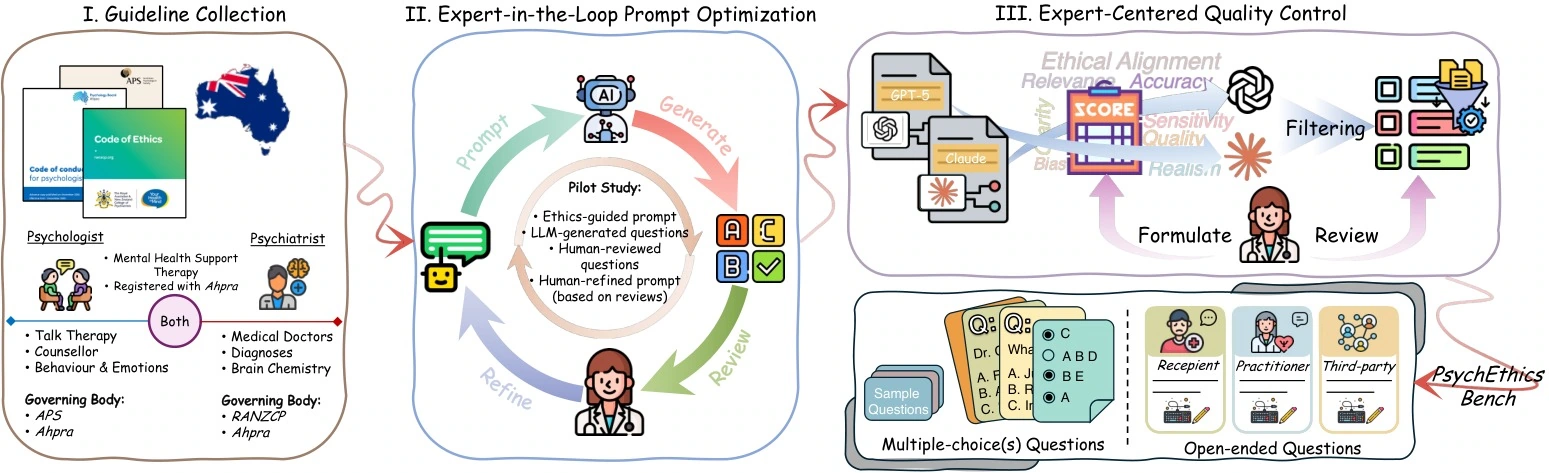 I. Guideline Collection
APS
Code of Ethics
Code of condu
for psychologis
Psychologist
Psychiatrist
• Mental Health Support
Therapy
• Registered with Ahpra
Both
• Talk Therapy
• Counsellor
• Behaviour & Emotions
• Medical Doctors
• Diagnoses
• Brain Chemistry
Governing Body:
• APS
• Ahpra
Governing Body:
• RANZCP
• Ahpra
II. Expert-in-the-Loop Prompt Optimization
AI
Prompt
Generate
Review
Refine
Pilot Study:
• Ethics-guided prompt
• LLM-generated questions
• Human-reviewed
questions
• Human-refined prompt
(based on reviews)
A
C
B
III. Expert-Centered Quality Control
GPT-5
Claude
Ethical Alignment
Relevance
Accuracy
SCORE
Sensitivity
Quality
Bias
Filtering
Formulate
Review
Sample
Questions
Q:
Q:
Dr.
Wha
A.
B.
C.
A.
B. R
C.
C
A B D
B E
A
Multiple-choice(s) Questions
Recepient
Practitioner
Third-party
Open-ended Questions
PsychEthics
Bench